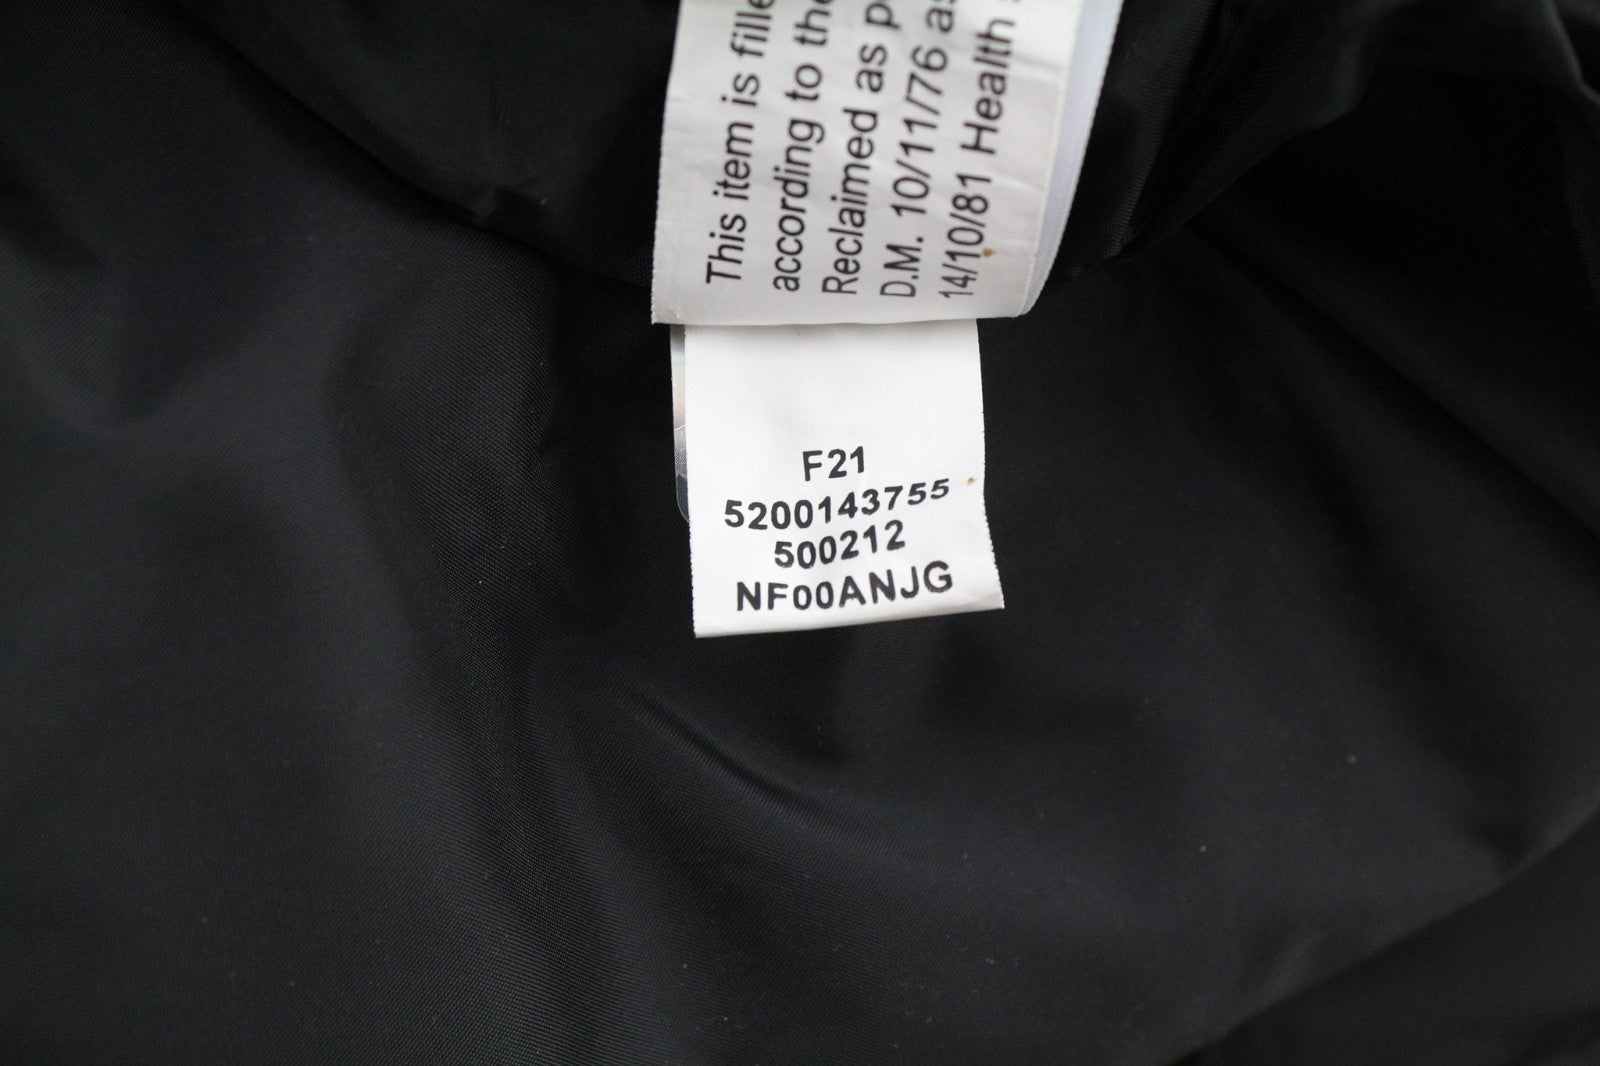 This item is
according to the
Reclaimed as
D.M. 10/11/76
14/10/81 Health
F21
5200143755
500212
NF00ANJG